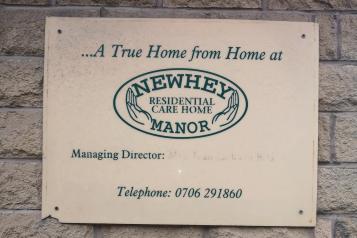 ...A True Home from Home at
NEWHEY
RESIDENTIAL
CARE HOME
MANOR
Managing Director:
Telephone: 0706 291860